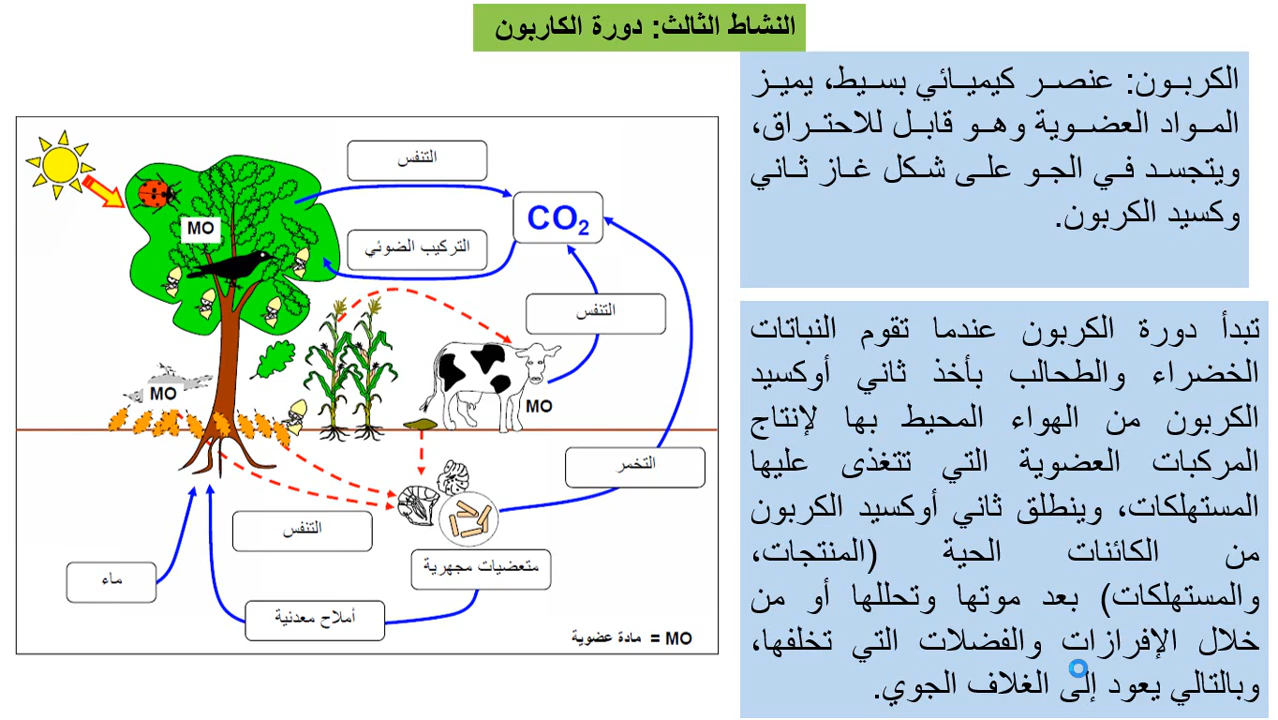 النشاط الثالث: دورة الكاربون
الكربون: عنصر كيميائي بسيط، يميز
المواد العضوية وهو قابل للاحتراق،
ويتجسد في الجو على شكل غاز ثاني
وكسيد الكربون.
تبدأ دورة الكربون عندما تقوم النباتات
الخضراء والطحالب بأخذ ثاني أوكسيد
الكربون من الهواء المحيط بها لإنتاج
المركبات العضوية التي تتغذى عليها
المستهلكات، وينطلق ثاني أوكسيد الكربون
من الكائنات الحية (المنتجات،
والمستهلكات) بعد موتها وتحللها أو من
خلال الإفرازات والفضلات التي تخلفها،
وبالتالي يعود إلى الغلاف الجوي.
التنفس
CO2
MO
التركيب الضوئي
التنفس
MO
MO
التخمر
التنفس
متعضيات مجهرية
ماء
أملاح معدنية
MO = مادة عضوية